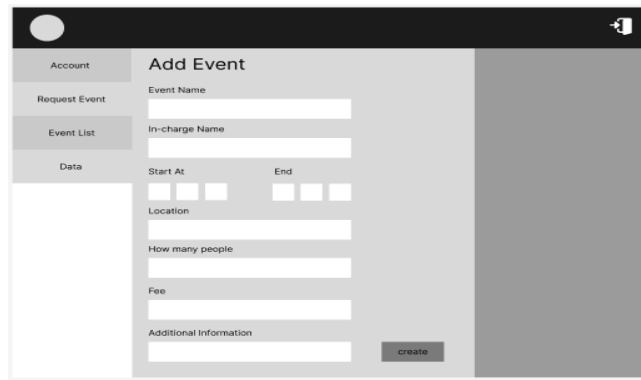 Account
Request Event
Event List
Data
Add Event
Event Name
In-charge Name
Start At End
Location
How many people
Fee
Additional Information
create